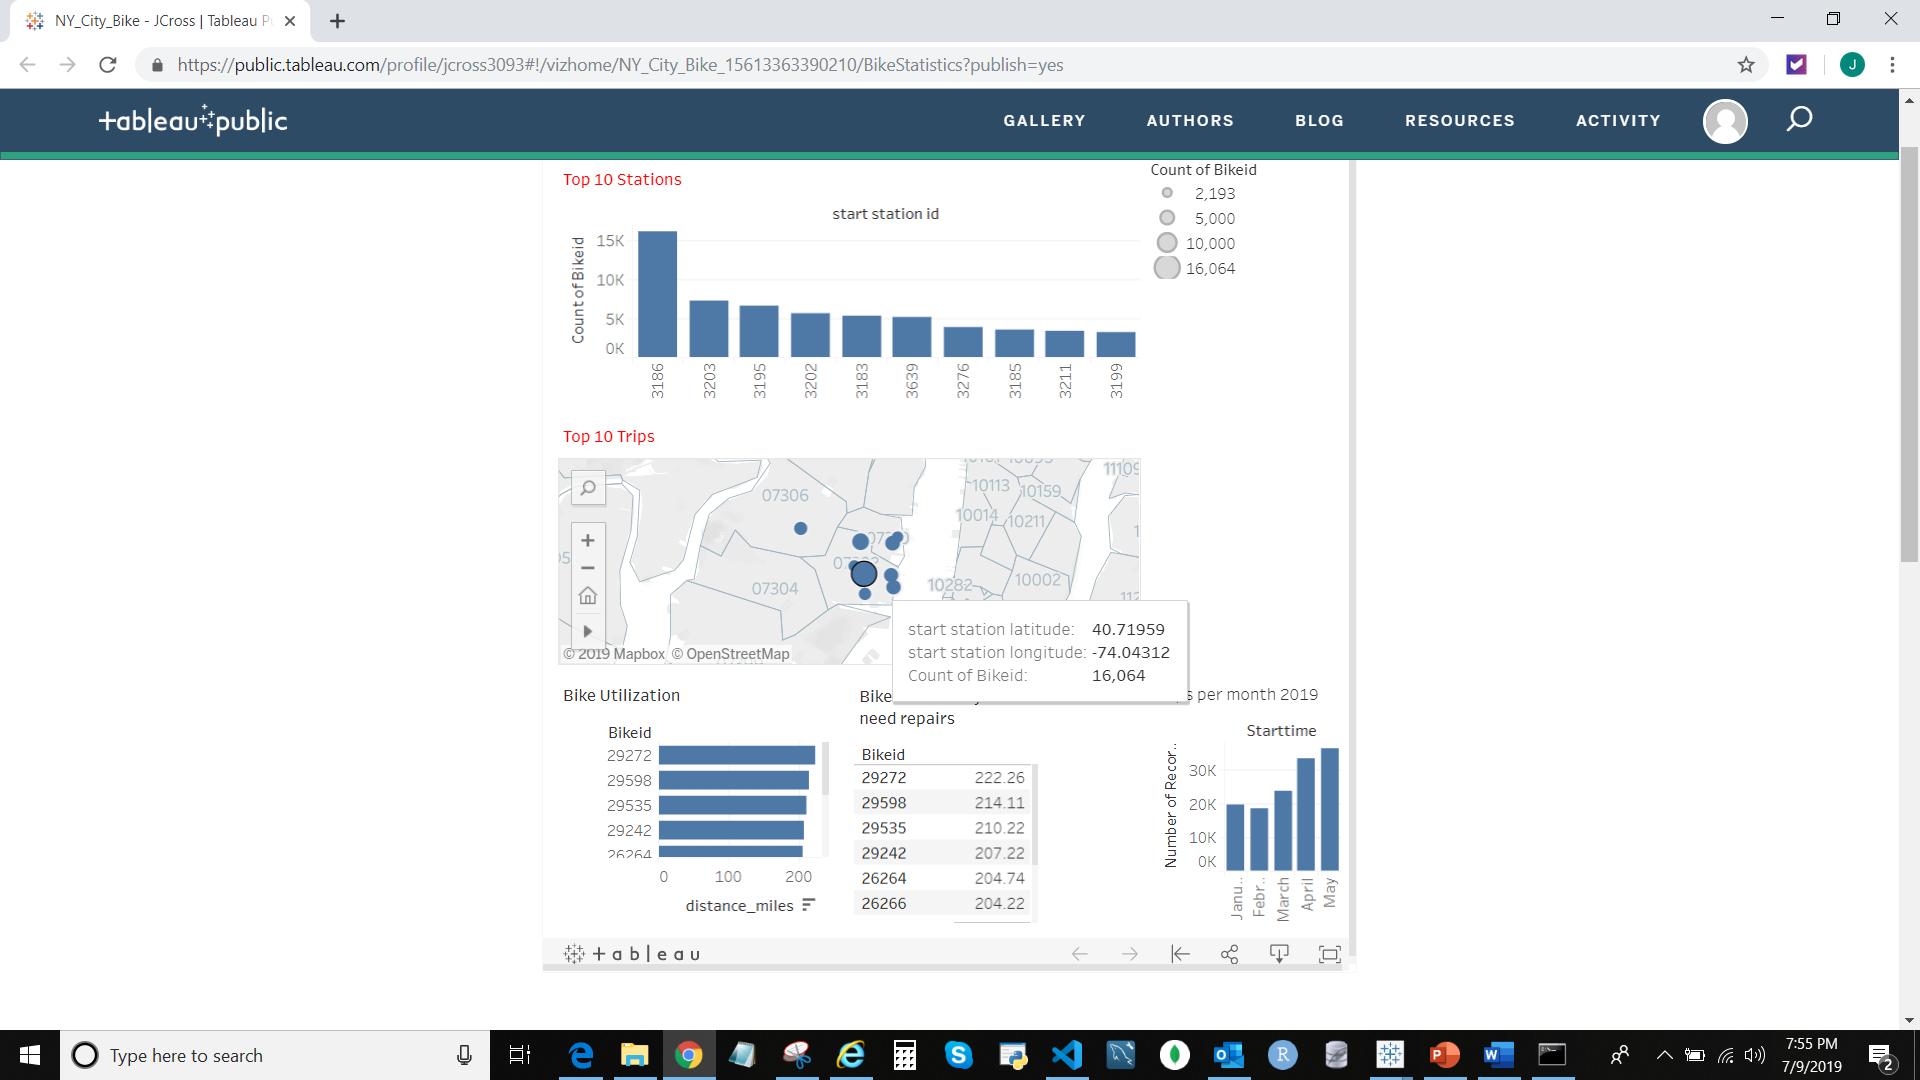 NY_City_Bike - JCross | Tableau Pu
https://public.tableau.com/profile/jcross3093#!/vizhome/NY_City_Bike_15613363390210/BikeStatistics?publish=yes
J
+ableau public
GALLERY AUTHORS BLOG RESOURCES ACTIVITY
Top 10 Stations
start station id
Count of Bikeid
15K
10K
5K
0K
3186 3203 3195 3202 3183 3639 3276 3185 3211 3199
Count of Bikeid
2,193
5,000
10,000
16,064
Top 10 Trips
07306
10113 10159
10014 10211
07304
10282 10002
© 2019 Mapbox © OpenStreetMap
start station latitude: 40.71959
start station longitude: -74.04312
Count of Bikeid: 16,064
Bike Utilization
Bikeid
29272
29598
29535
29242
26264
0 100 200
distance_miles
Bike
need repairs
Bikeid
29272 222.26
29598 214.11
29535 210.22
29242 207.22
26264 204.74
26266 204.22
per month 2019
Starttime
Number of Recor..
30K
20K
10K
0K
Janu.. Febr.. March April May
+ a b l e a u
Type here to search
7:55 PM
7/9/2019
2